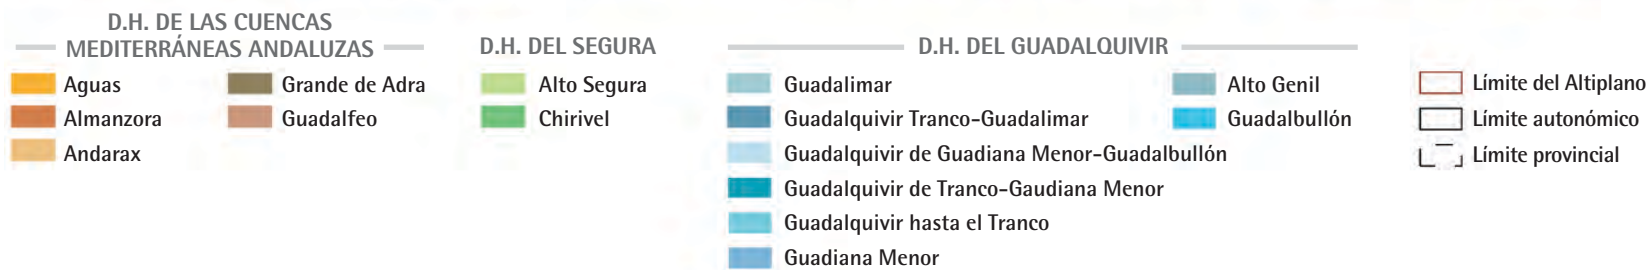 D.H. DE LAS CUENCAS
MEDITERRÁNEAS ANDALUZAS
Aguas
Almanzora
Andarax
Grande de Adra
Guadalfeo
D.H. DEL SEGURA
Alto Segura
Chirivel
D.H. DEL GUADALQUIVIR
Guadalimar
Guadalquivir Tranco-Guadalimar
Guadalquivir de Guadiana Menor-Guadalbullón
Guadalquivir de Tranco-Gaudiana Menor
Guadalquivir hasta el Tranco
Guadiana Menor
Alto Genil
Guadalbullón
Límite del Altiplano
Límite autonómico
Límite provincial